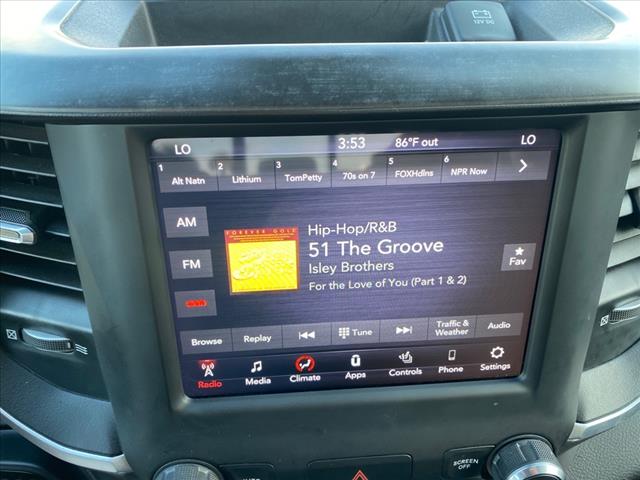 12V DC
LO 3:53 86°F out LO
1 Alt Natn 2 Lithium 3 TomPetty 4 70s on 7 5 FOXHdlns 6 NPR Now
AM
FM
FOREVER GOLD
Hip-Hop/R&B
51 The Groove
Isley Brothers
For the Love of You (Part 1 & 2)
Fav
Browse Replay Tune Traffic & Weather Audio
Radio Media Climate Apps Controls Phone Settings
SCREEN OFF